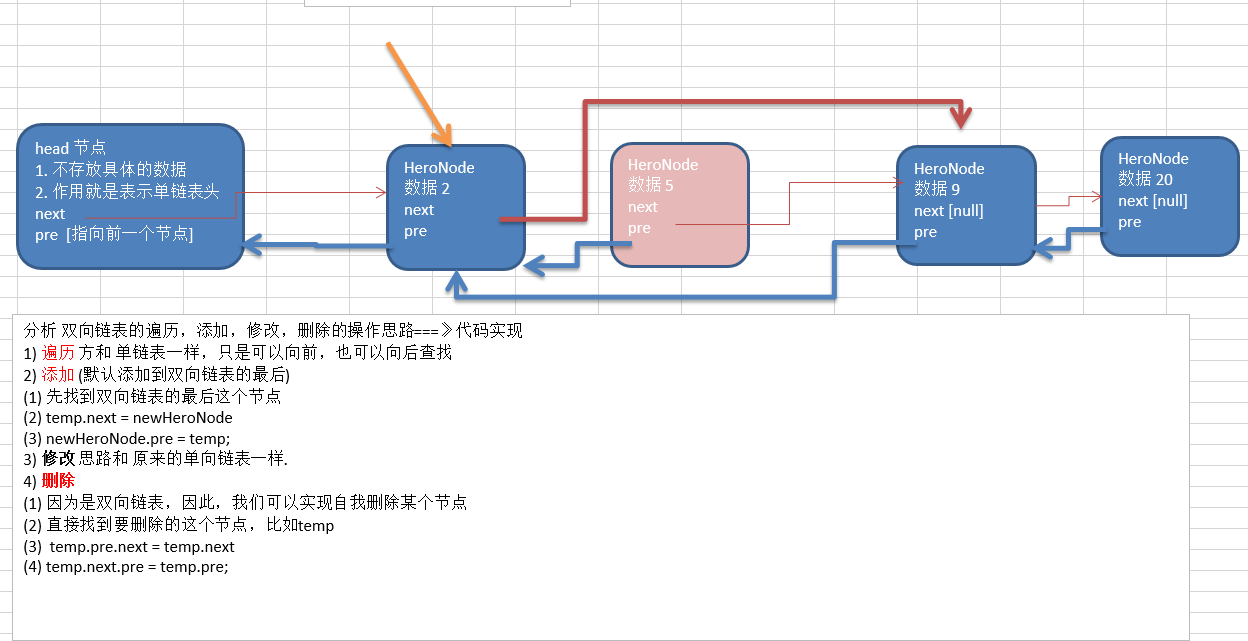 head 节点
1. 不存放具体的数据
2. 作用就是表示单链表头
next
pre [指向前一个节点]
HeroNode
数据 2
next
pre
HeroNode
数据 5
next
pre
HeroNode
数据 9
next [null]
pre
HeroNode
数据 20
next [null]
pre
分析 双向链表的遍历，添加，修改，删除的操作思路===》代码实现
1) 遍历 方和 单链表一样，只是可以向前，也可以向后查找
2) 添加 (默认添加到双向链表的最后)
(1) 先找到双向链表的最后这个节点
(2) temp.next = newHeroNode
(3) newHeroNode.pre = temp;
3) 修改 思路和 原来的单向链表一样.
4) 删除
(1) 因为是双向链表，因此，我们可以实现自我删除某个节点
(2) 直接找到要删除的这个节点，比如temp
(3) temp.pre.next = temp.next
(4) temp.next.pre = temp.pre;